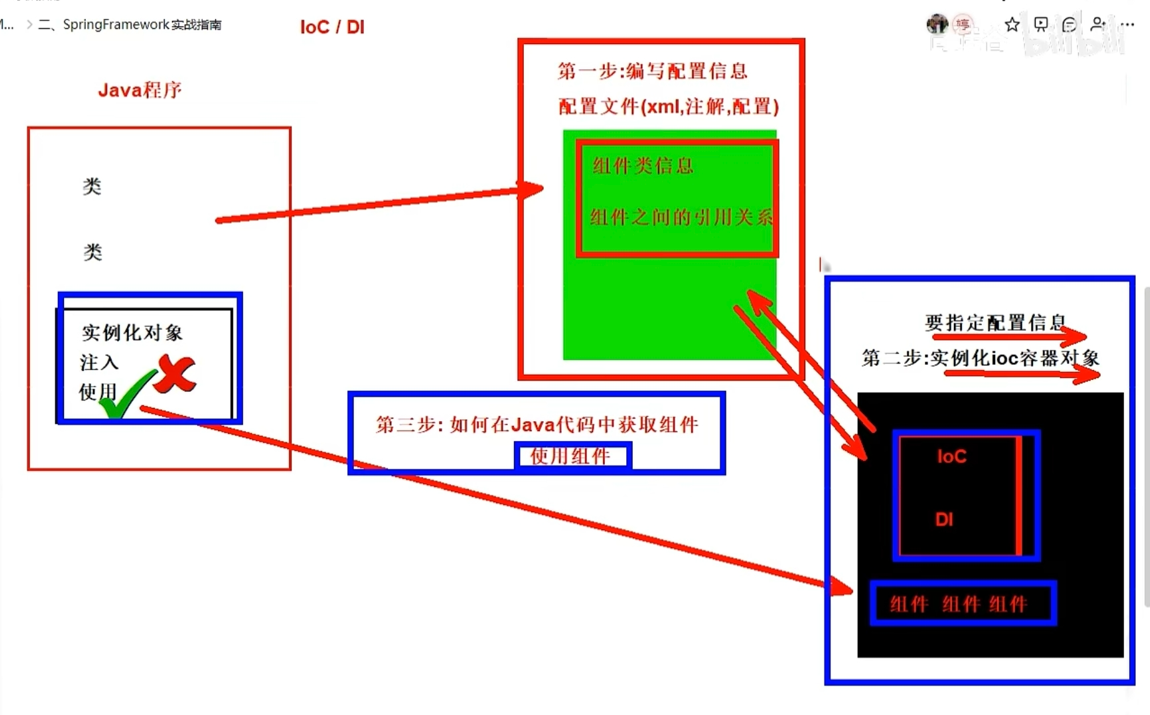 二、SpringFramework实战指南
IoC / DI
Java程序
类
类
实例化对象
注入
使用
第一步:编写配置信息
配置文件(xml,注解,配置)
组件类信息
组件之间的引用关系
第三步: 如何在Java代码中获取组件
使用组件
要指定配置信息
第二步:实例化ioc容器对象
IoC
DI
组件 组件 组件